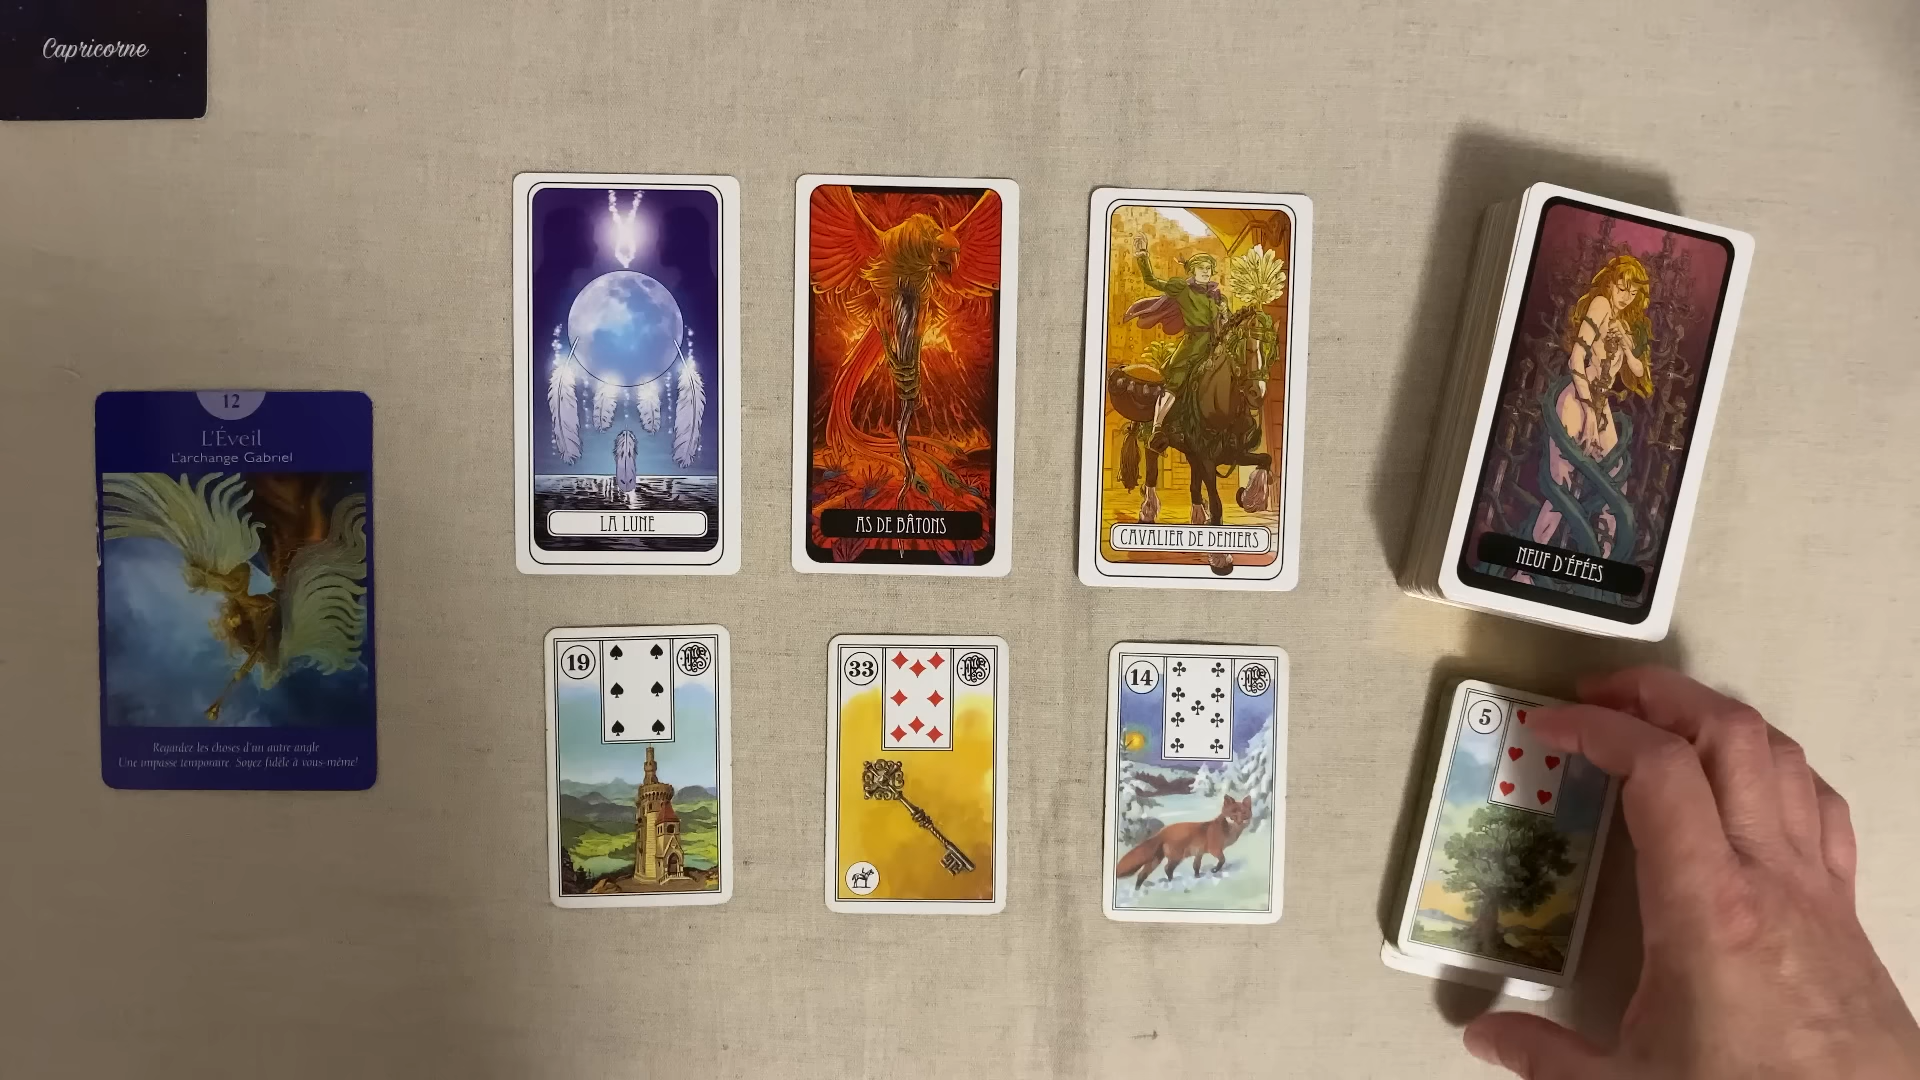 Capricorne
12
L'Éveil
L'archange Gabriel
Regardez les choses d'un autre angle
Une impasse temporaire. Soyez fidèle à vous-même!
LA LUNE
AS DE BÂTONS
CAVALIER DE DENIERS
NEUF D'ÉPÉES
19
33
14
5